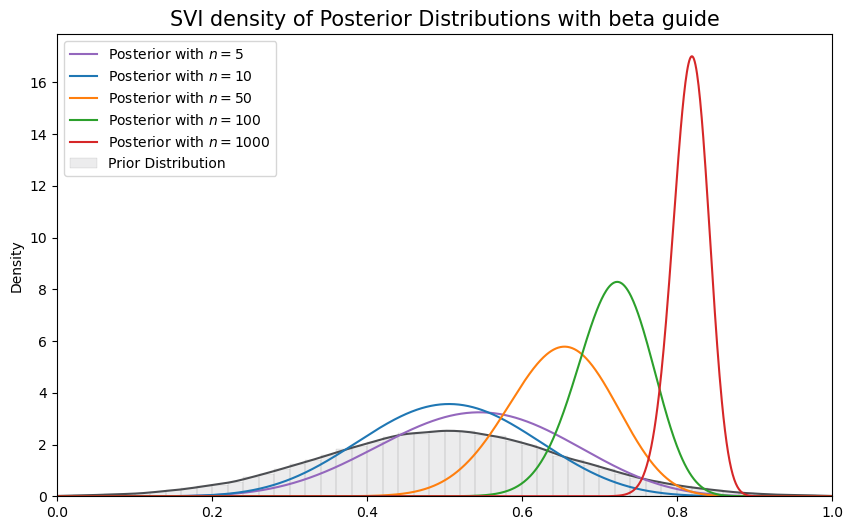 SVI density of Posterior Distributions with beta guide
Posterior with n = 5
Posterior with n = 10
Posterior with n = 50
Posterior with n = 100
Posterior with n = 1000
Prior Distribution
Density
16
14
12
10
8
6
4
2
0
0.0 0.2 0.4 0.6 0.8 1.0